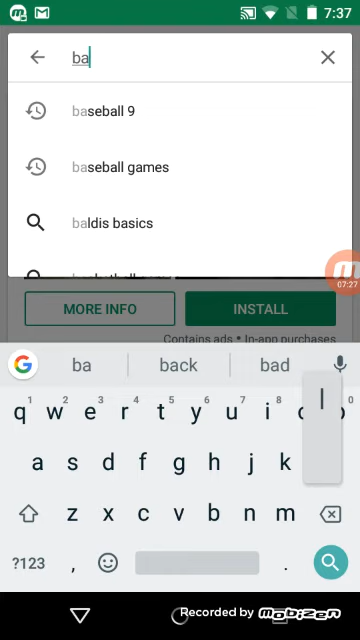 7:37
ba
baseball 9
baseball games
baldis basics
07:27
MORE INFO INSTALL
Contains ads • In-app purchases
ba back bad
1 2 3 4 5 6 7 8 0
q w e r t y u i
a s d f g h j k l
z x c v b n m
?123 , .
Recorded by mobizen